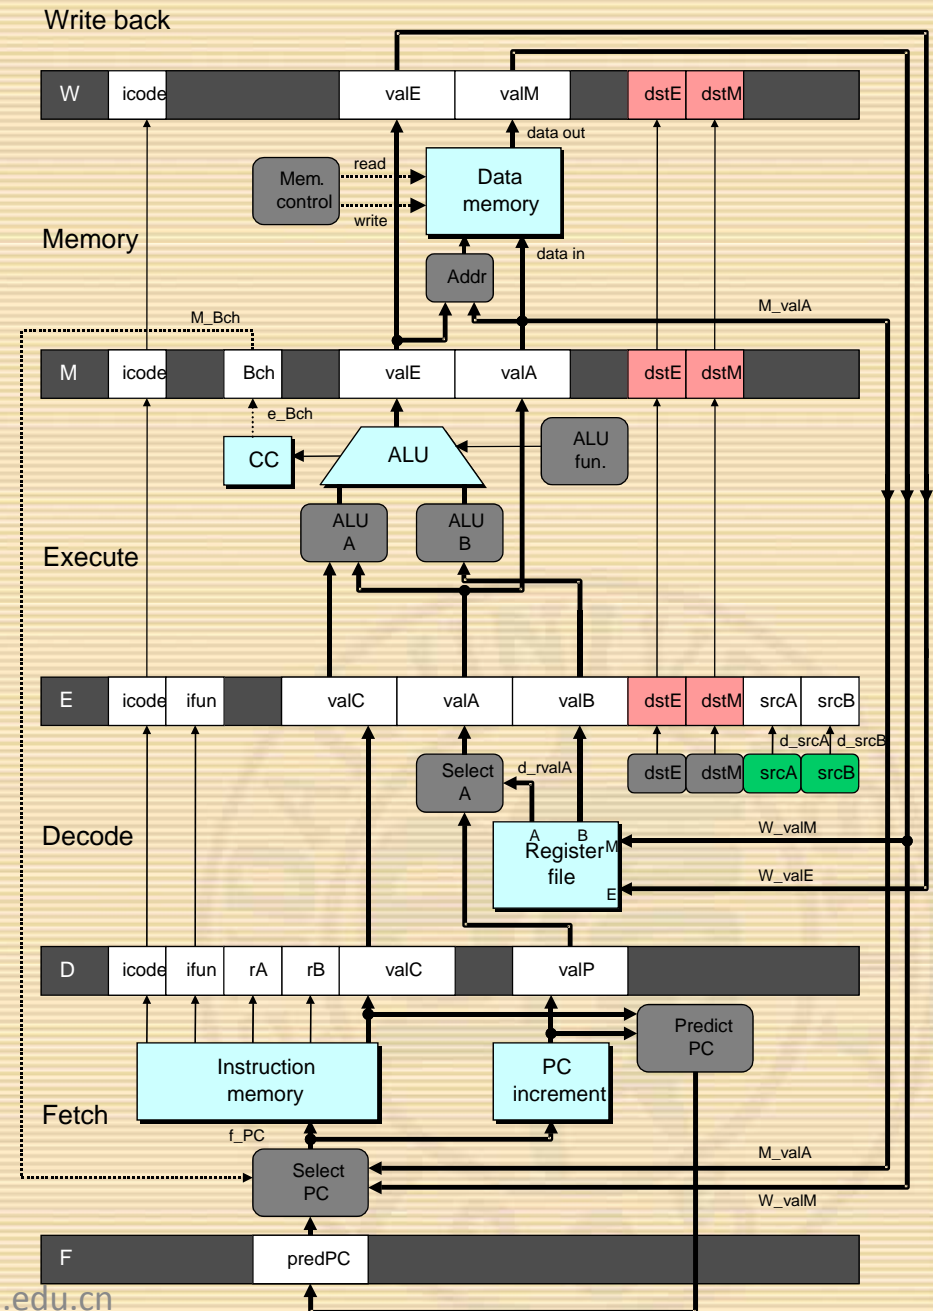 Write back
W
icode
valE
valM
dstE
dstM
data out
read
Mem.
control
write
Data
memory
Memory
data in
Addr
M_Bch
M_valA
M
icode
Bch
valE
valA
dstE
dstM
e_Bch
CC
ALU
ALU
fun.
ALU
A
ALU
B
Execute
E
icode
ifun
valC
valA
valB
dstE
dstM
srcA
srcB
d_srcA
d_srcB
Select
A
d_rvalA
dstE
dstM
srcA
srcB
Decode
A
B
M
Register
file
E
W_valM
W_valE
D
icode
ifun
rA
rB
valC
valP
Predict
PC
Instruction
memory
PC
increment
Fetch
f_PC
Select
PC
M_valA
W_valM
F
predPC
.edu.cn